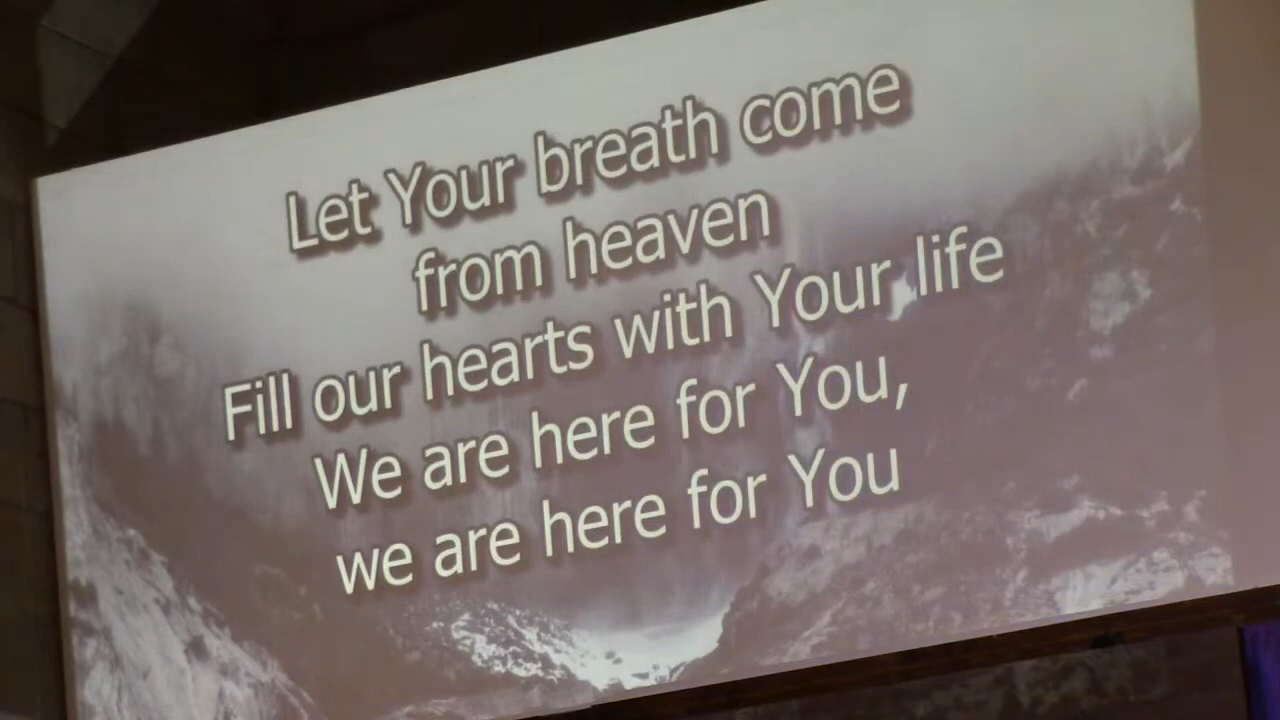 Let Your breath come
from heaven
Fill our hearts with Your life
We are here for You,
we are here for You